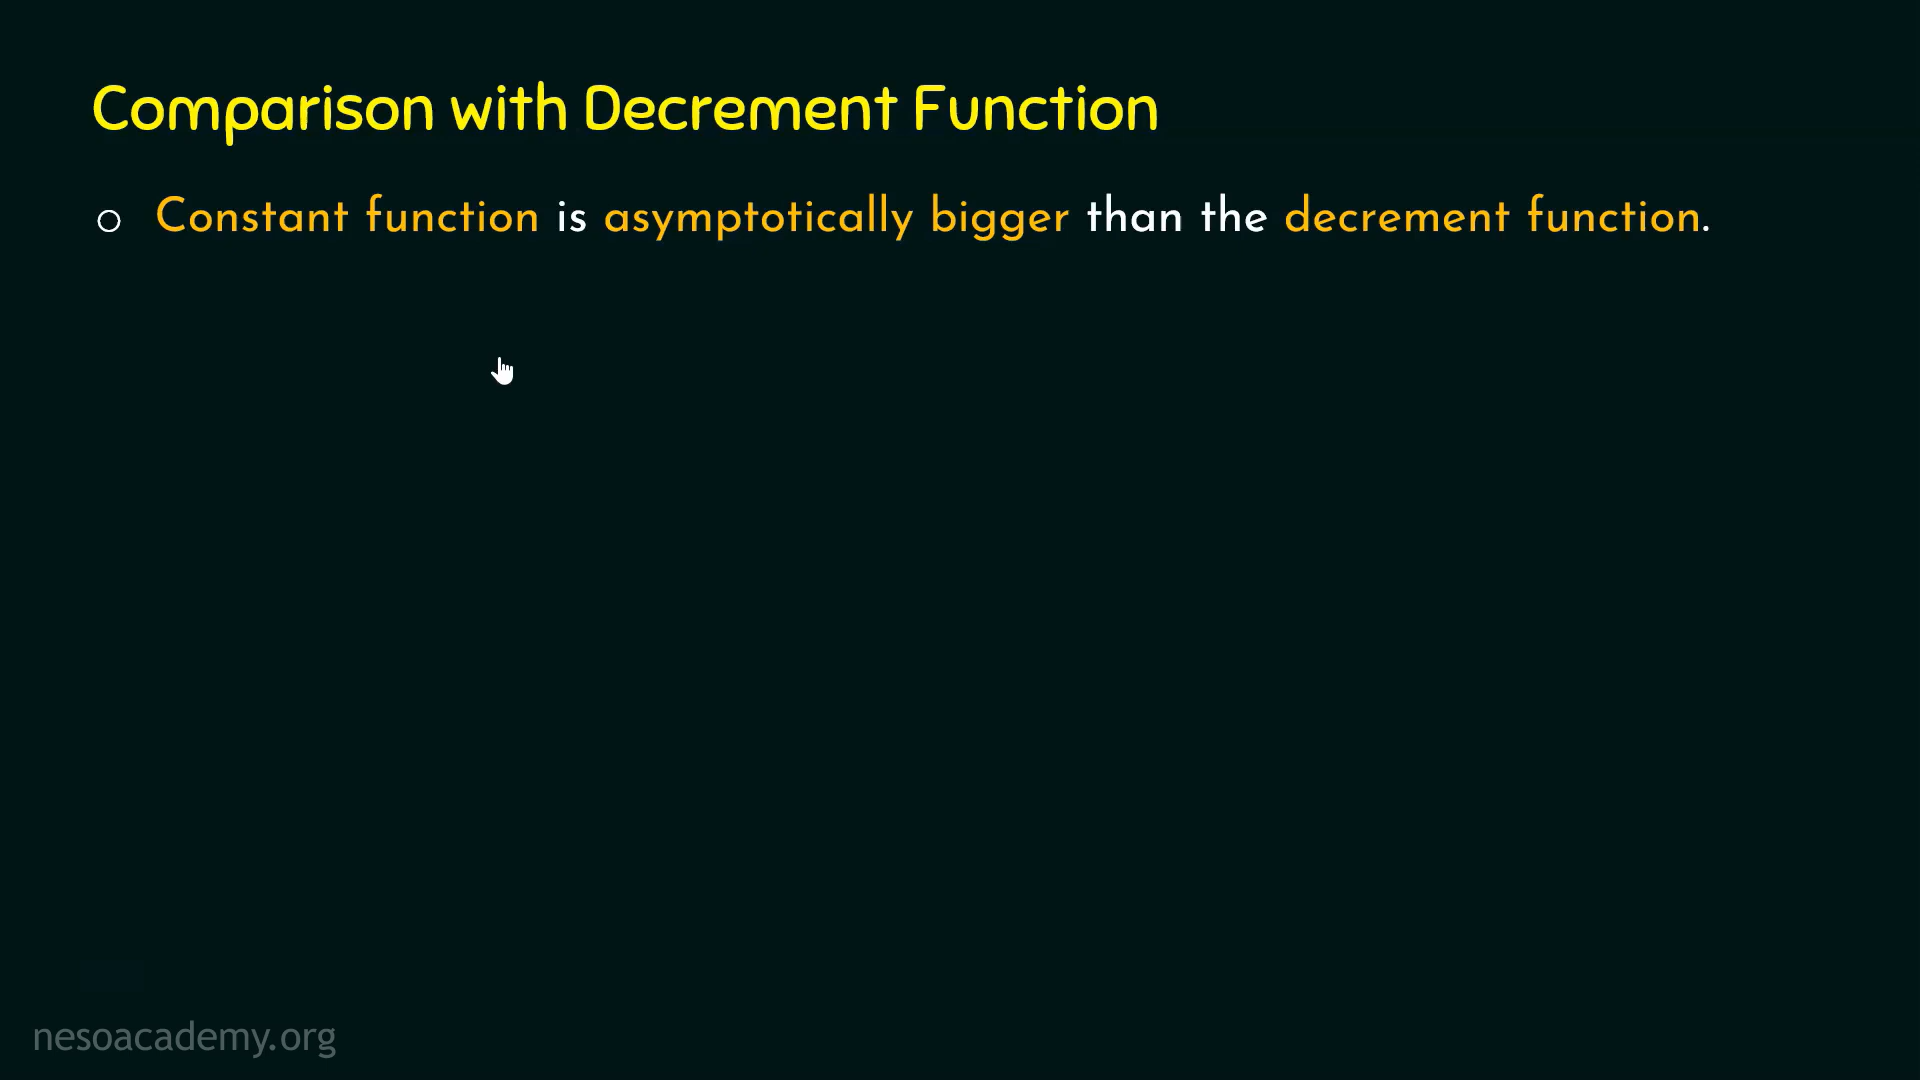 Comparison with Decrement Function
○ Constant function is asymptotically bigger than the decrement function.
nesoacademy.org